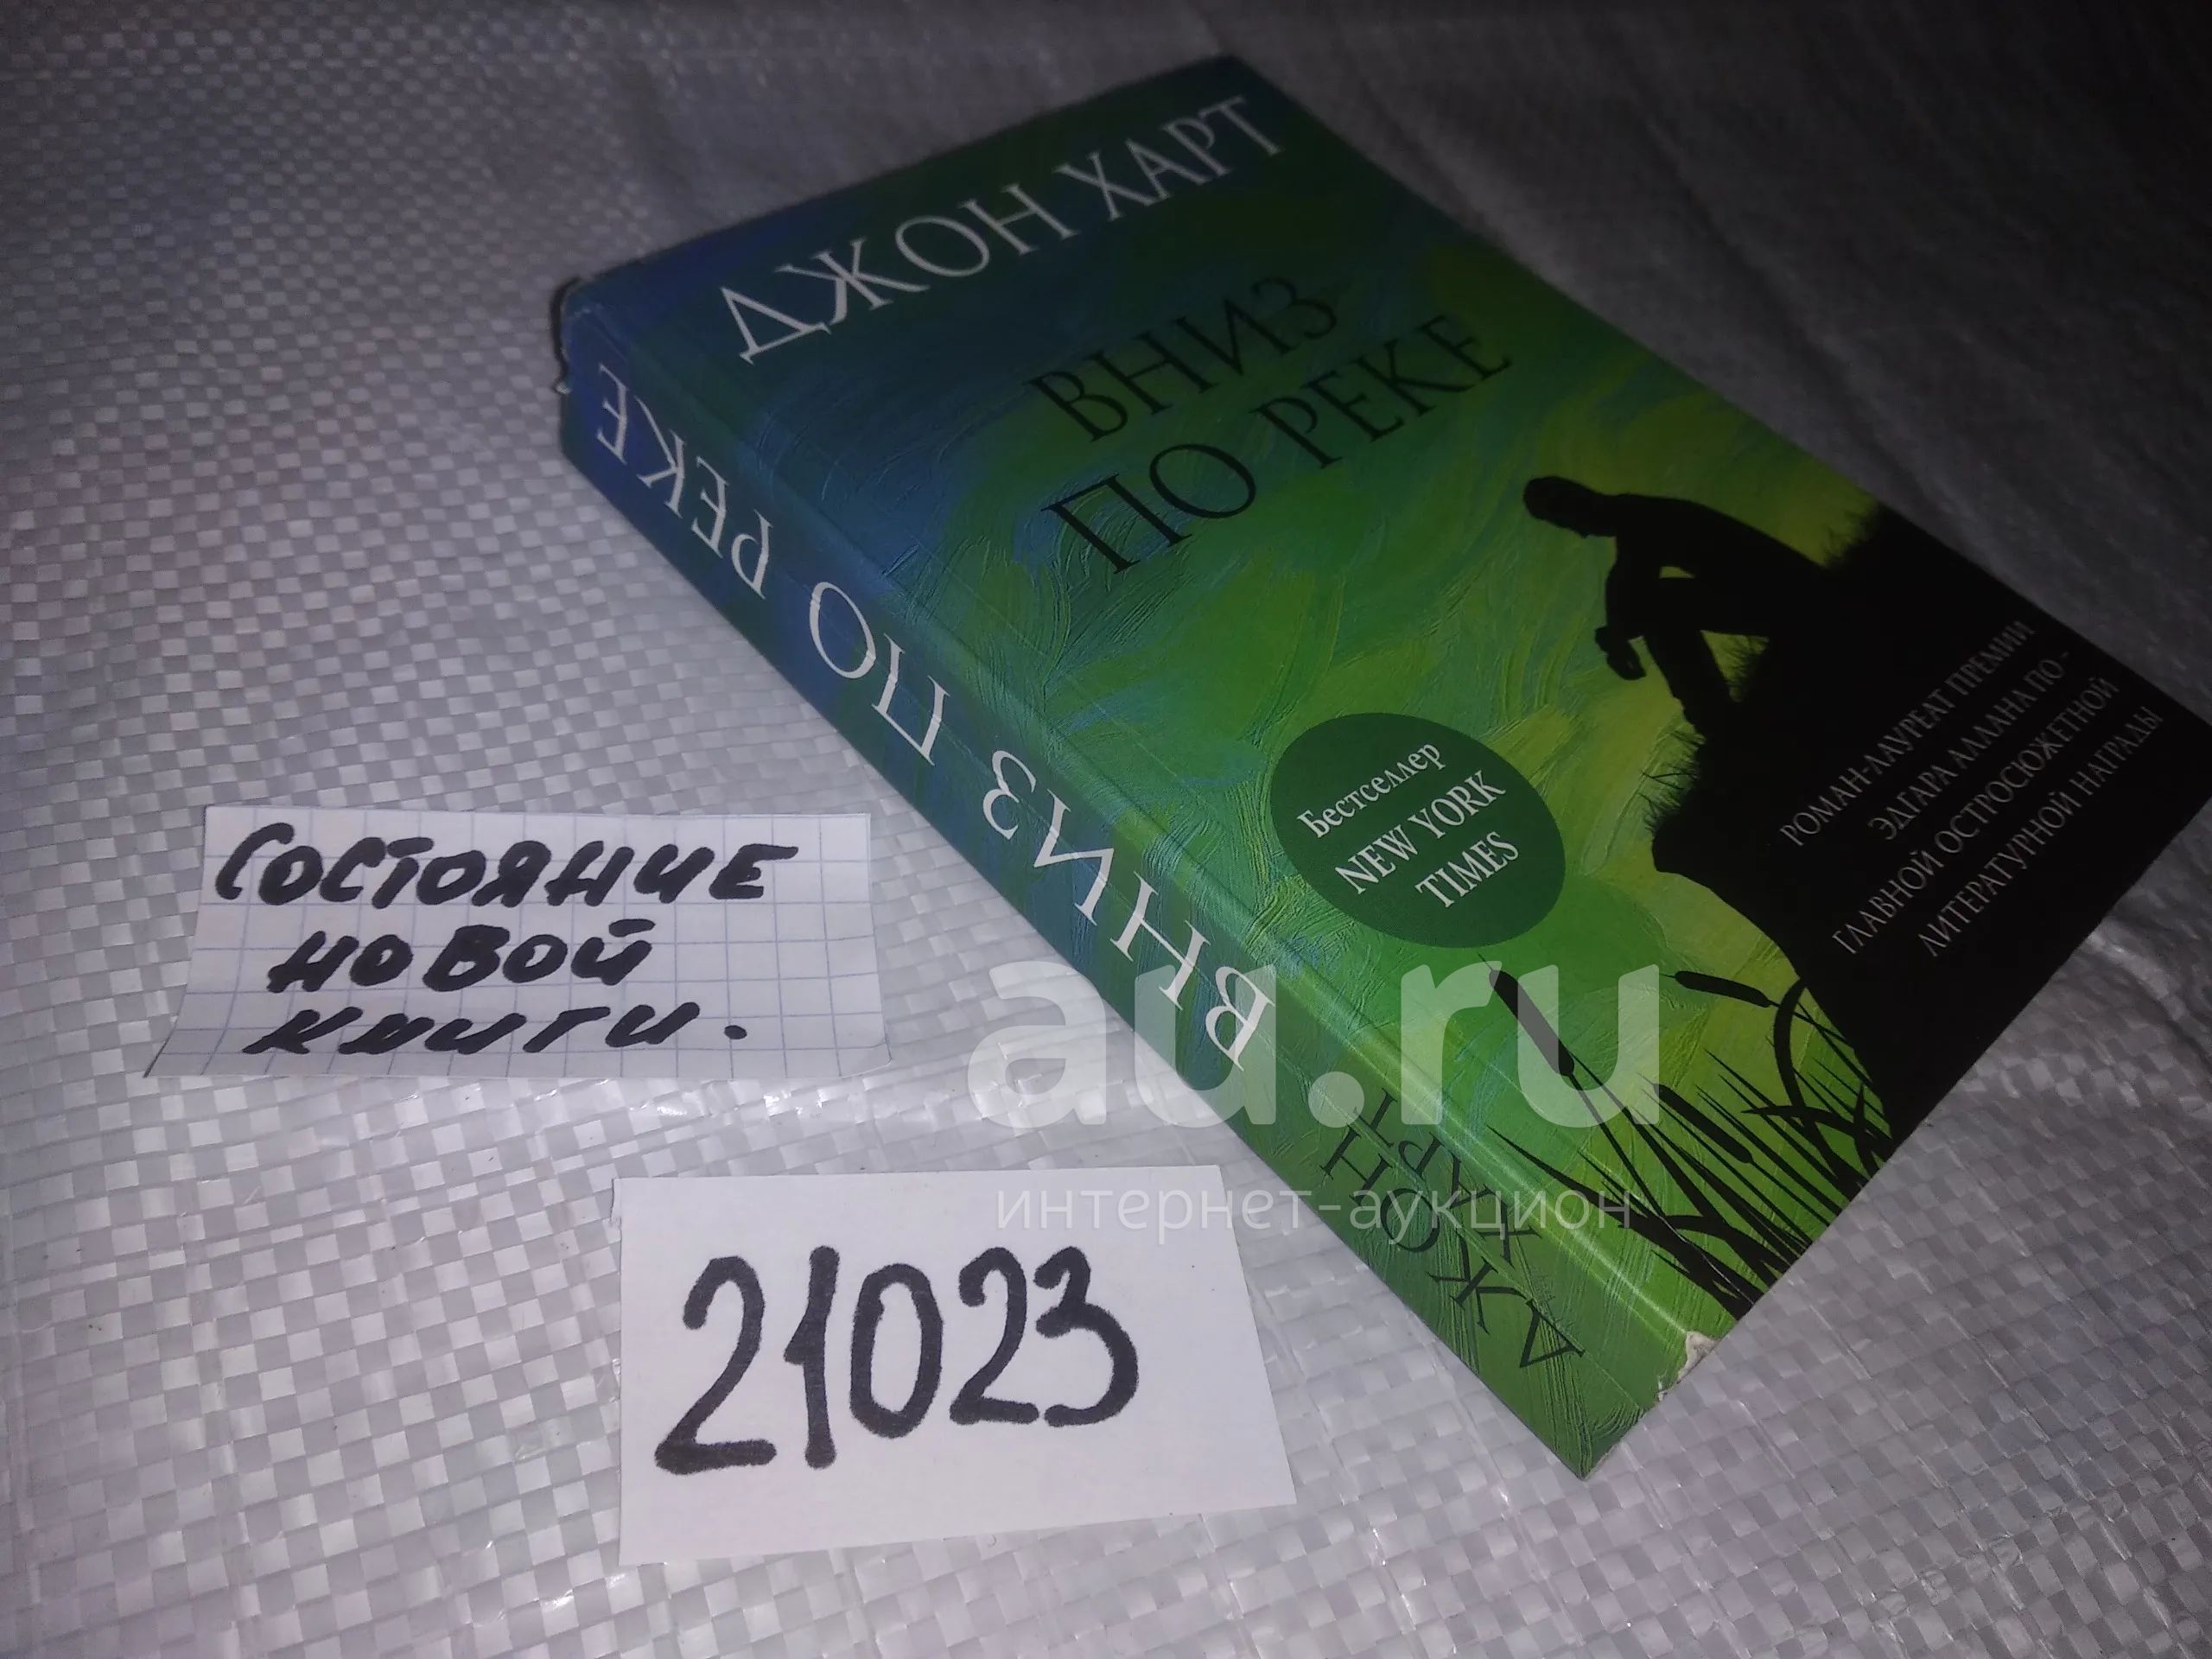 ДЖОН ХАРТ
ВНИЗ
ПО РЕКЕ
Бестселлер
NEW YORK
TIMES
РОМАН-ЛАУРЕАТ ПРЕМИИ
ЭДГАРА АЛЛАНА ПО -
ГЛАВНОЙ ОСТРОСЮЖЕТНОЙ
ЛИТЕРАТУРНОЙ НАГРАДЫ
ДЖОН
ХАРТ
ВНИЗ ПО РЕКЕ
СОСТОЯНИЕ
НОВОЙ
КНИГИ.
21023
au.ru
интернет-аукцион